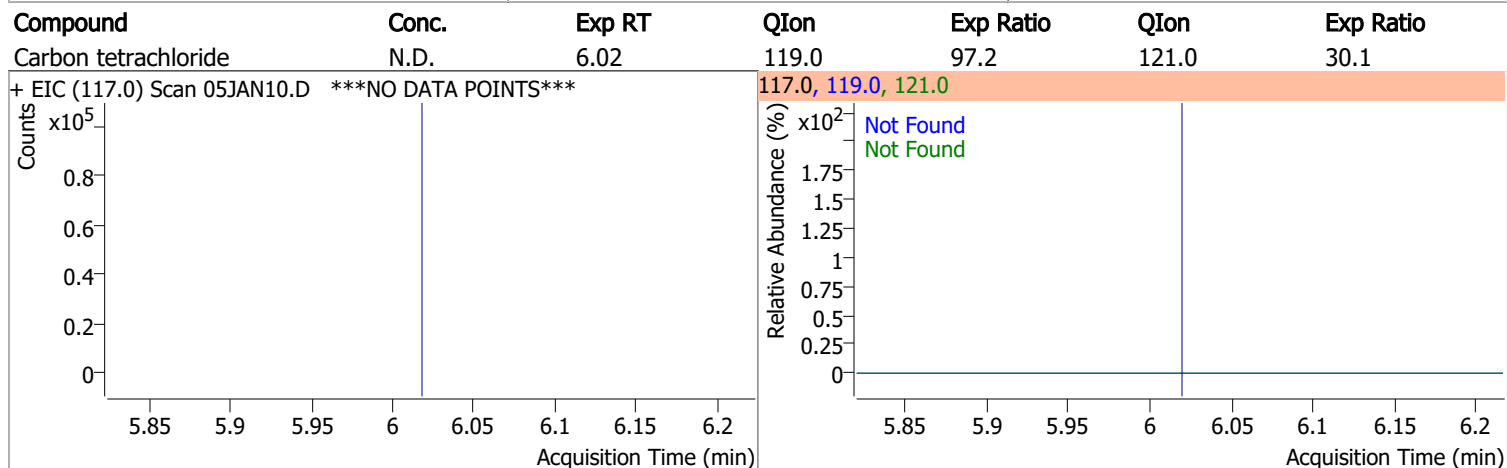 Compound Conc. Exp RT QIon Exp Ratio QIon Exp Ratio
Carbon tetrachloride N.D. 6.02 119.0 97.2 121.0 30.1
+ EIC (117.0) Scan 05JAN10.D ***NO DATA POINTS***
Counts
x10⁵
0.8
0.6
0.4
0.2
0
5.85 5.9 5.95 6 6.05 6.1 6.15 6.2
Acquisition Time (min)
117.0, 119.0, 121.0
Relative Abundance (%)
x10²
Not Found
Not Found
1.75
1.5
1.25
1
0.75
0.5
0.25
0
5.85 5.9 5.95 6 6.05 6.1 6.15 6.2
Acquisition Time (min)